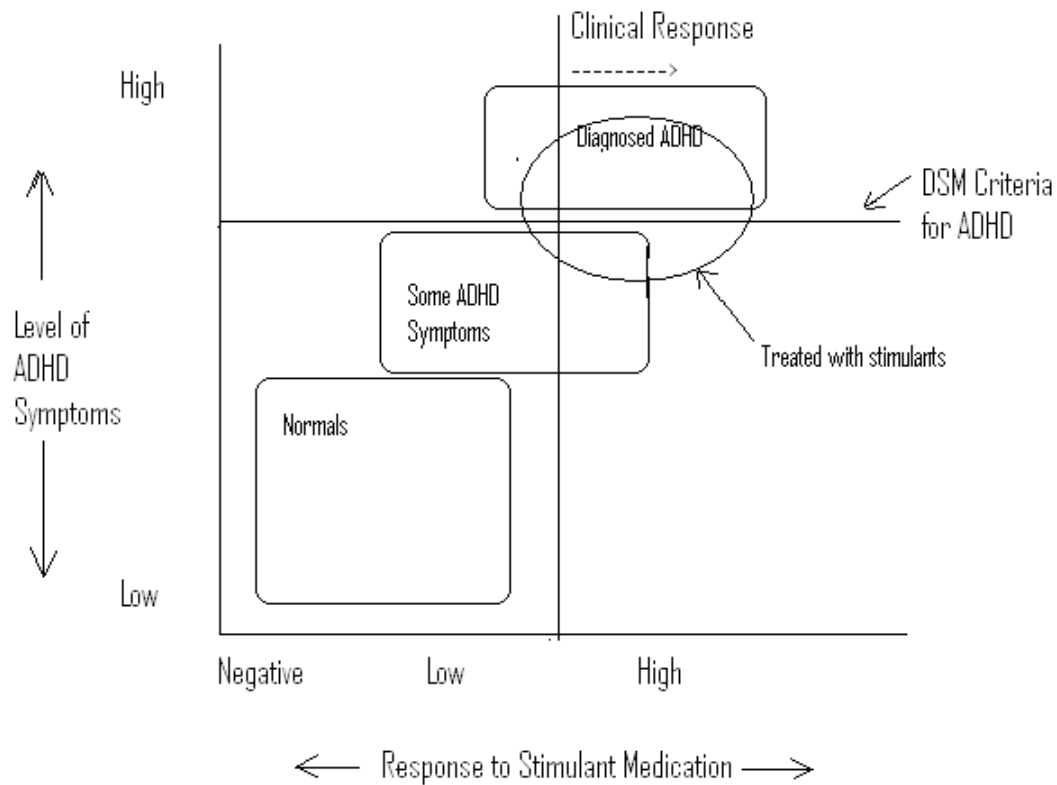 Clinical Response
High
Diagnosed ADHD
DSM Criteria
for ADHD
Some ADHD
Symptoms
Level of
ADHD
Symptoms
Treated with stimulants
Normals
Low
Negative
Low
High
Response to Stimulant Medication